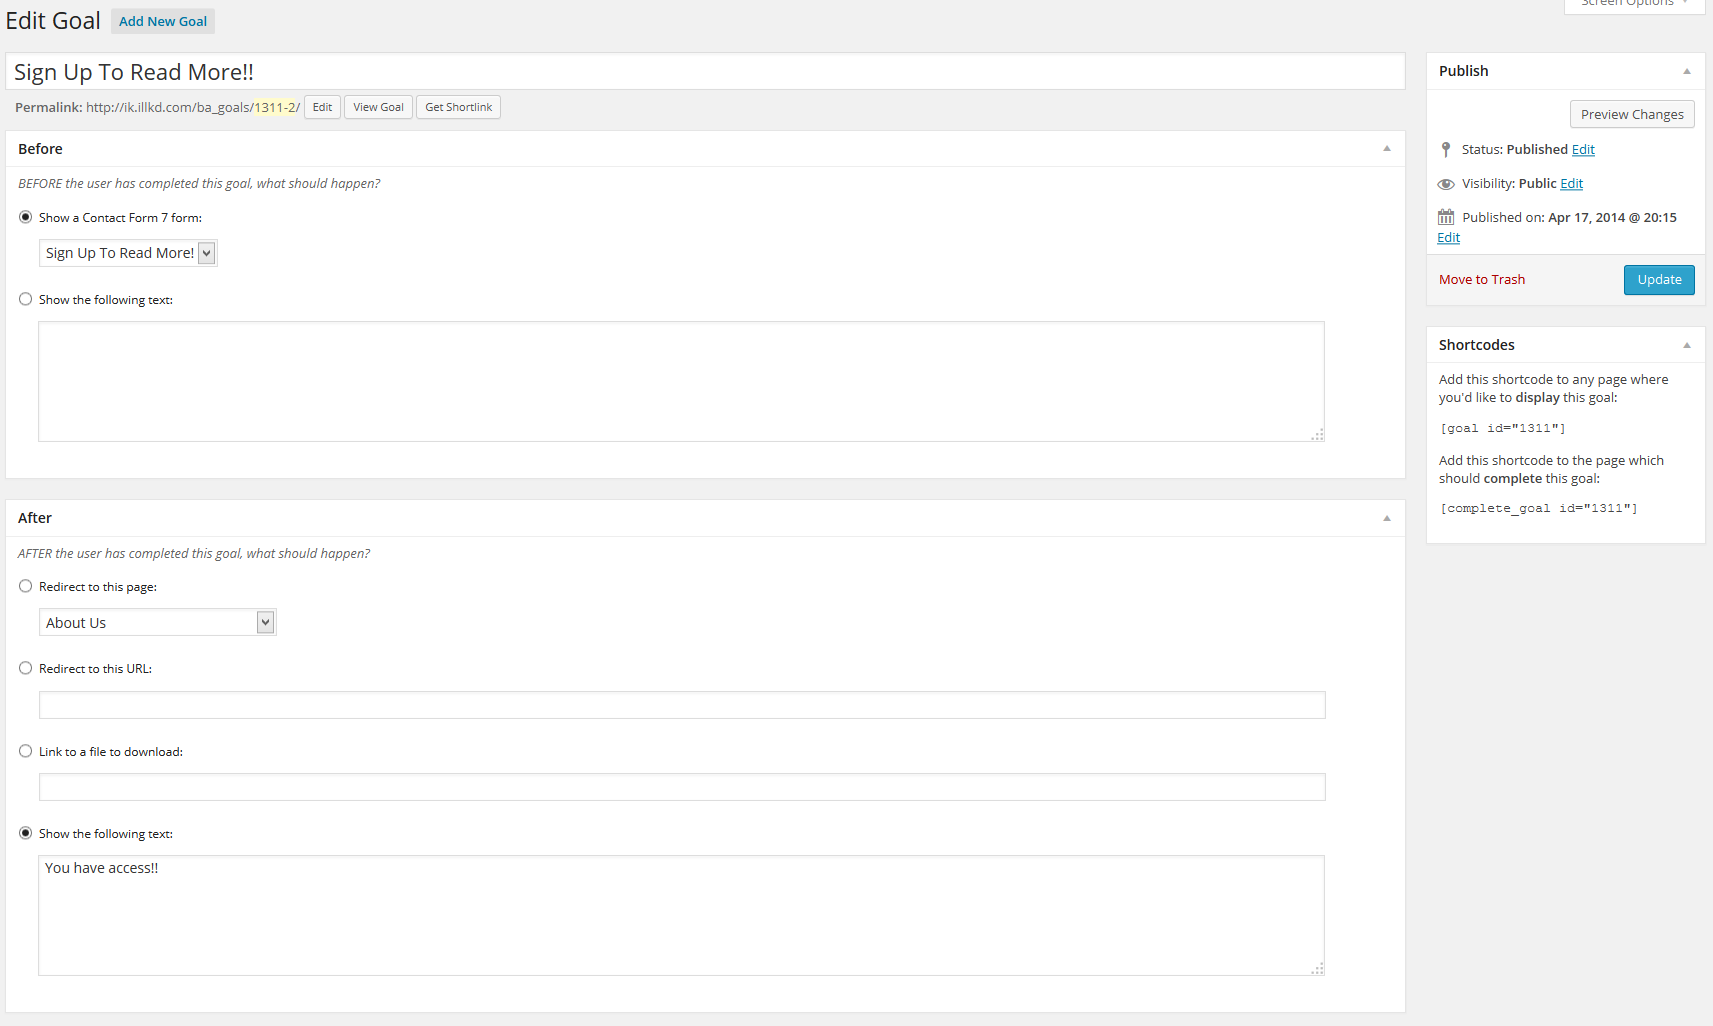 Screen Options
Edit Goal Add New Goal
Sign Up To Read More!!
Permalink: http://ik.illkd.com/ba_goals/1311-2/ Edit View Goal Get Shortlink
Before
BEFORE the user has completed this goal, what should happen?
Show a Contact Form 7 form:
Sign Up To Read More!
Show the following text:
After
AFTER the user has completed this goal, what should happen?
Redirect to this page:
About Us
Redirect to this URL:
Link to a file to download:
Show the following text:
You have access!!
Publish
Preview Changes
Status: Published Edit
Visibility: Public Edit
Published on: Apr 17, 2014 @ 20:15
Edit
Move to Trash Update
Shortcodes
Add this shortcode to any page where
you'd like to display this goal:
[goal id="1311"]
Add this shortcode to the page which
should complete this goal:
[complete_goal id="1311"]